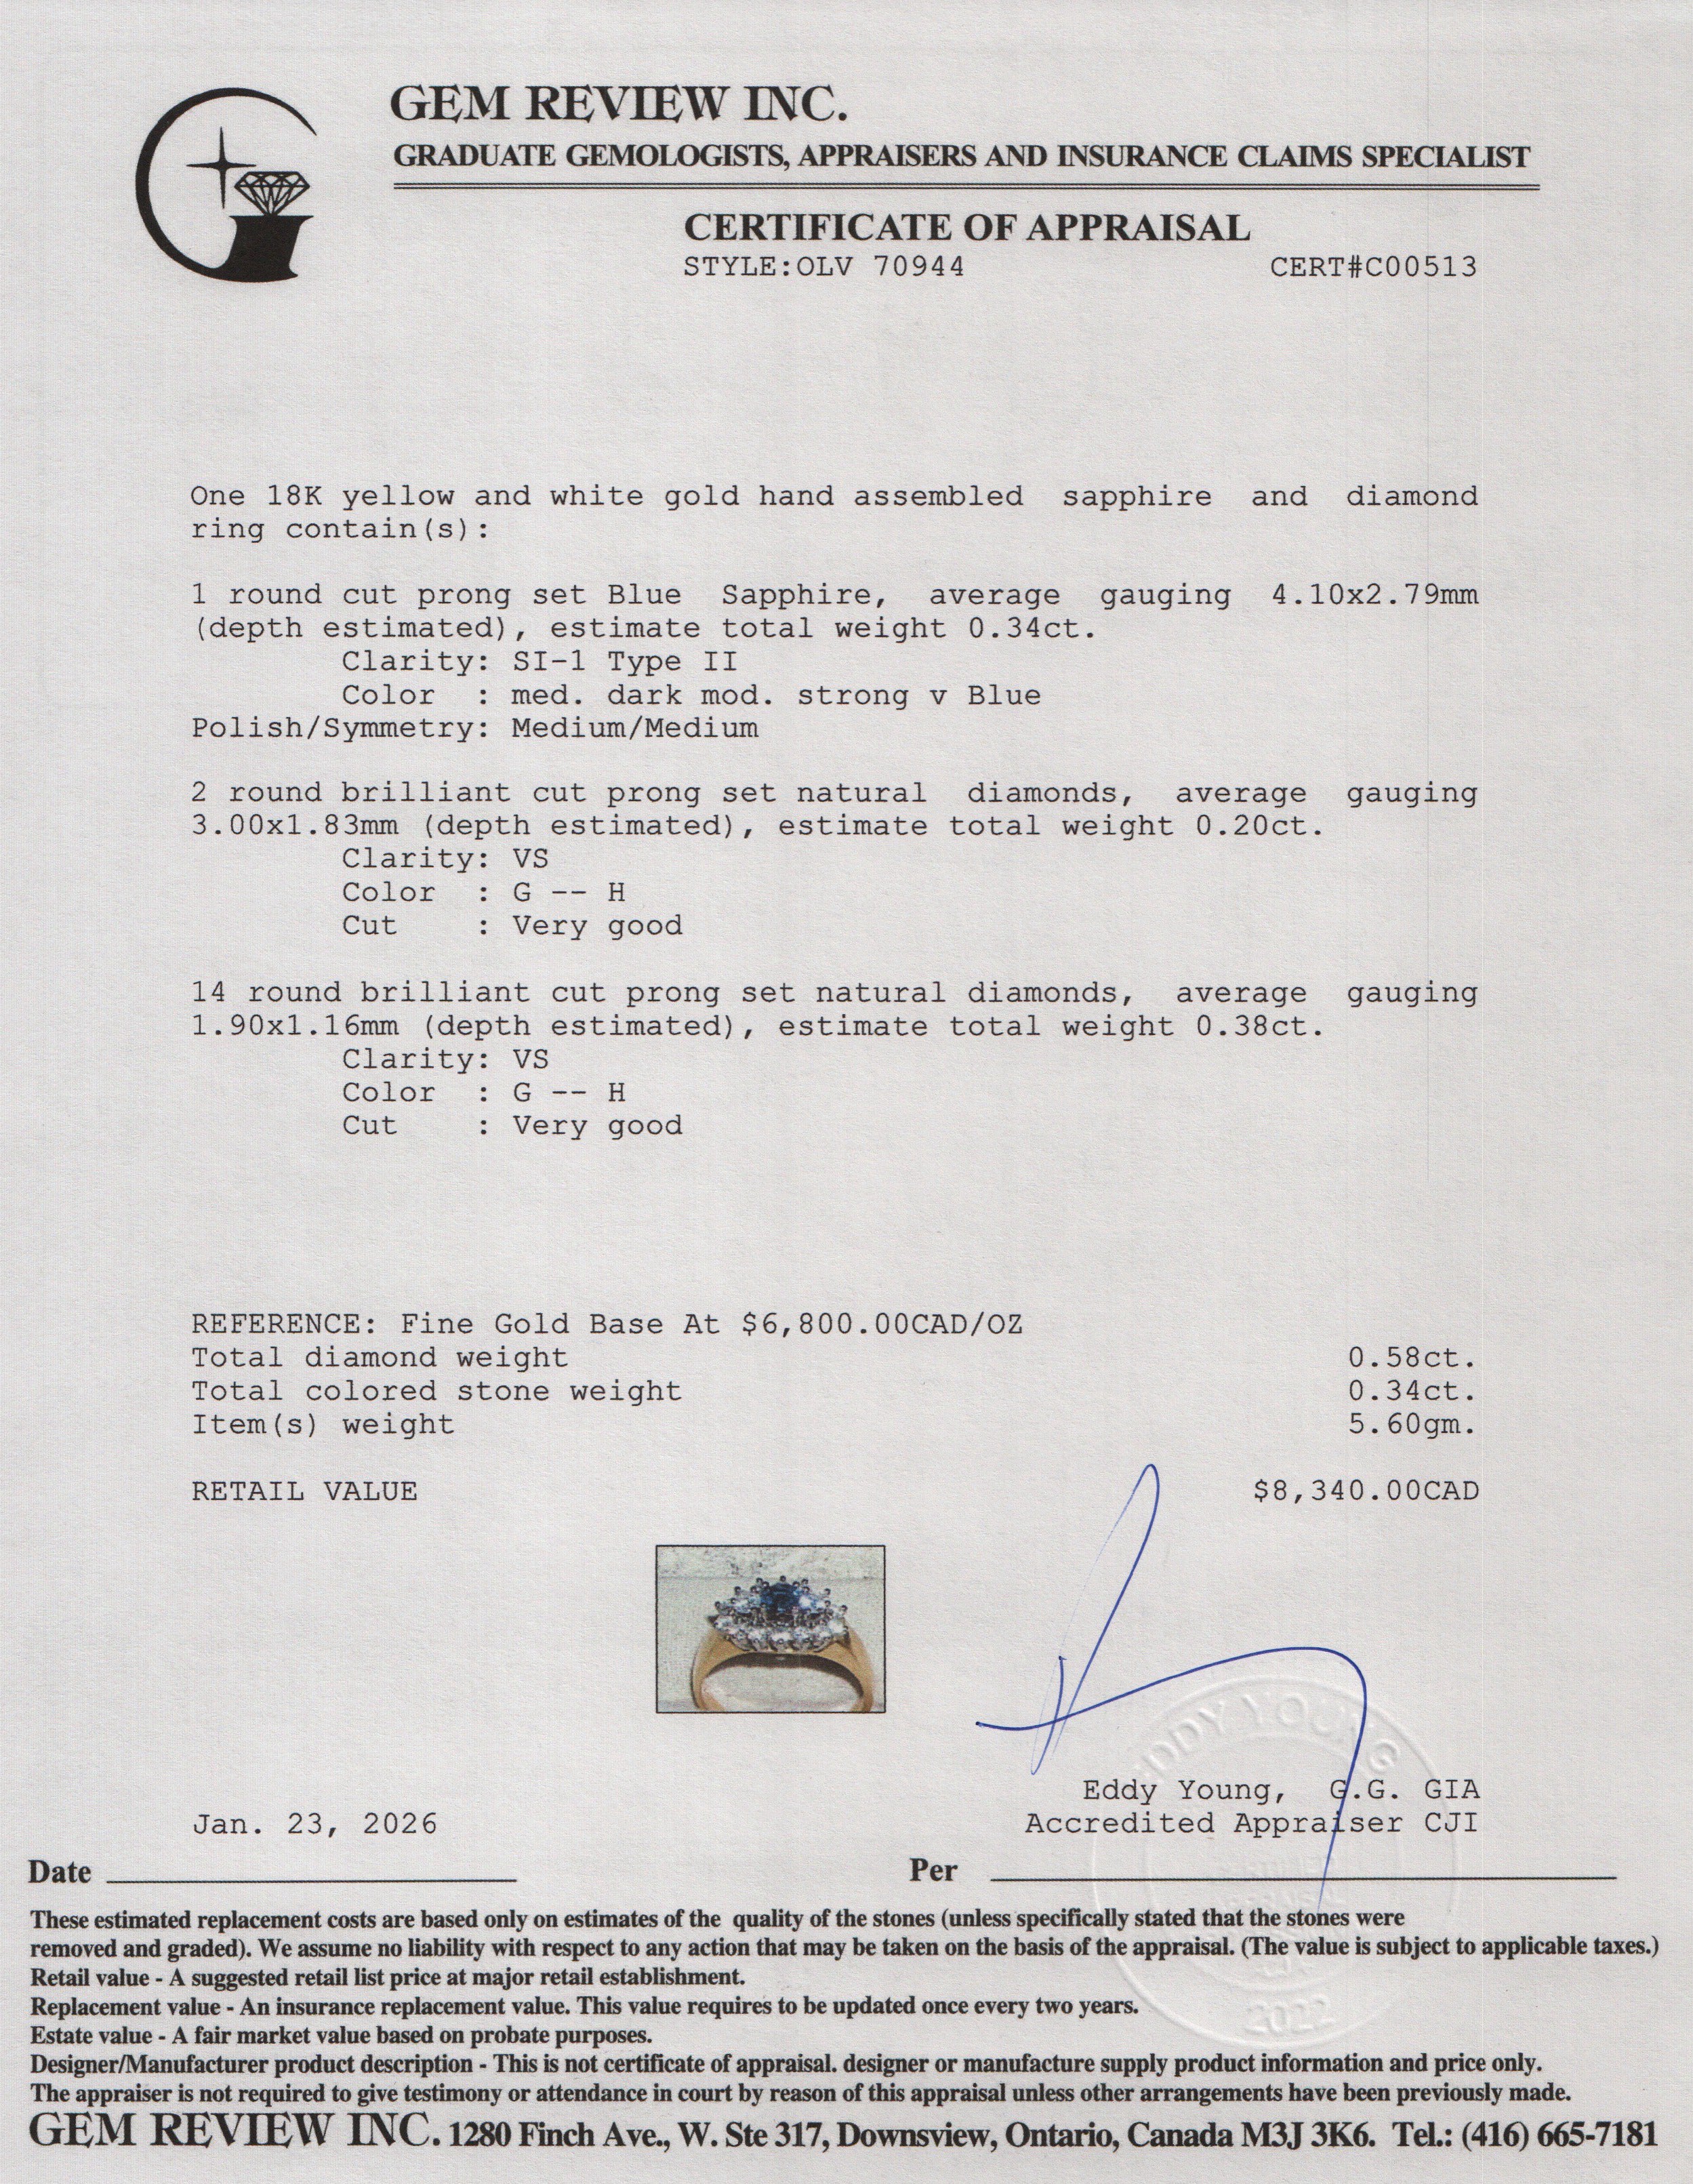 GEM REVIEW INC.
GRADUATE GEMOLOGISTS, APPRAISERS AND INSURANCE CLAIMS SPECIALIST
CERTIFICATE OF APPRAISAL
STYLE:OLV 70944 CERT#C00513
One 18K yellow and white gold hand assembled sapphire and diamond
ring contain(s):
1 round cut prong set Blue Sapphire, average gauging 4.10x2.79mm
(depth estimated), estimate total weight 0.34ct.
Clarity: SI-1 Type II
Color : med. dark mod. strong v Blue
Polish/Symmetry: Medium/Medium
2 round brilliant cut prong set natural diamonds, average gauging
3.00x1.83mm (depth estimated), estimate total weight 0.20ct.
Clarity: VS
Color : G -- H
Cut : Very good
14 round brilliant cut prong set natural diamonds, average gauging
1.90x1.16mm (depth estimated), estimate total weight 0.38ct.
Clarity: VS
Color : G -- H
Cut : Very good
REFERENCE: Fine Gold Base At $6,800.00CAD/OZ
Total diamond weight 0.58ct.
Total colored stone weight 0.34ct.
Item(s) weight 5.60gm.
RETAIL VALUE $8,340.00CAD
EDDY YOUNG
Eddy Young, G.G. GIA
Jan. 23, 2026 Accredited Appraiser CJI
Date Per
These estimated replacement costs are based only on estimates of the quality of the stones (unless specifically stated that the stones were
removed and graded). We assume no liability with respect to any action that may be taken on the basis of the appraisal. (The value is subject to applicable taxes.)
Retail value - A suggested retail list price at major retail establishment.
Replacement value - An insurance replacement value. This value requires to be updated once every two years.
2022
Estate value - A fair market value based on probate purposes.
Designer/Manufacturer product description - This is not certificate of appraisal. designer or manufacture supply product information and price only.
The appraiser is not required to give testimony or attendance in court by reason of this appraisal unless other arrangements have been previously made.
GEM REVIEW INC. 1280 Finch Ave., W. Ste 317, Downsview, Ontario, Canada M3J 3K6. Tel.: (416) 665-7181